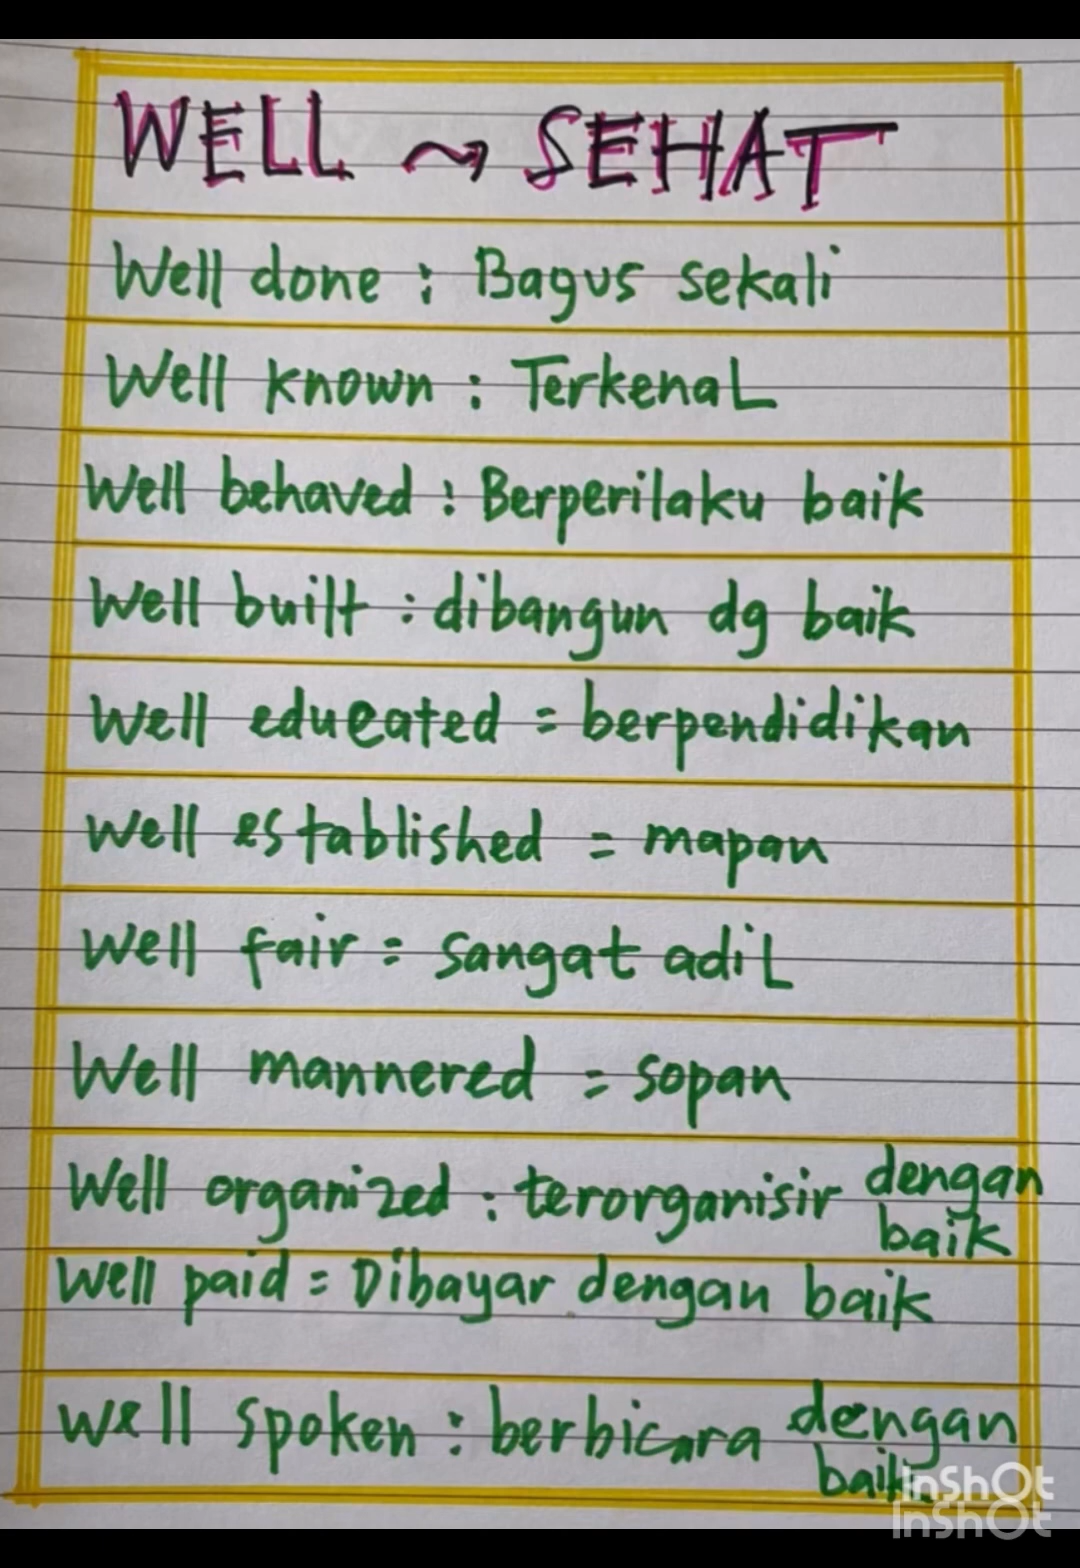 WELL ⤳ SEHAT
Well done : Bagus sekali
Well known : Terkenal
Well behaved : Berperilaku baik
Well built : dibangun dg baik
Well educated = berpendidikan
Well established = mapan
Well fair = sangat adil
Well mannered = sopan
Well organized : terorganisir dengan
baik
Well paid = Dibayar dengan baik
Well spoken : berbicara dengan
baik
InShOt
InShOt